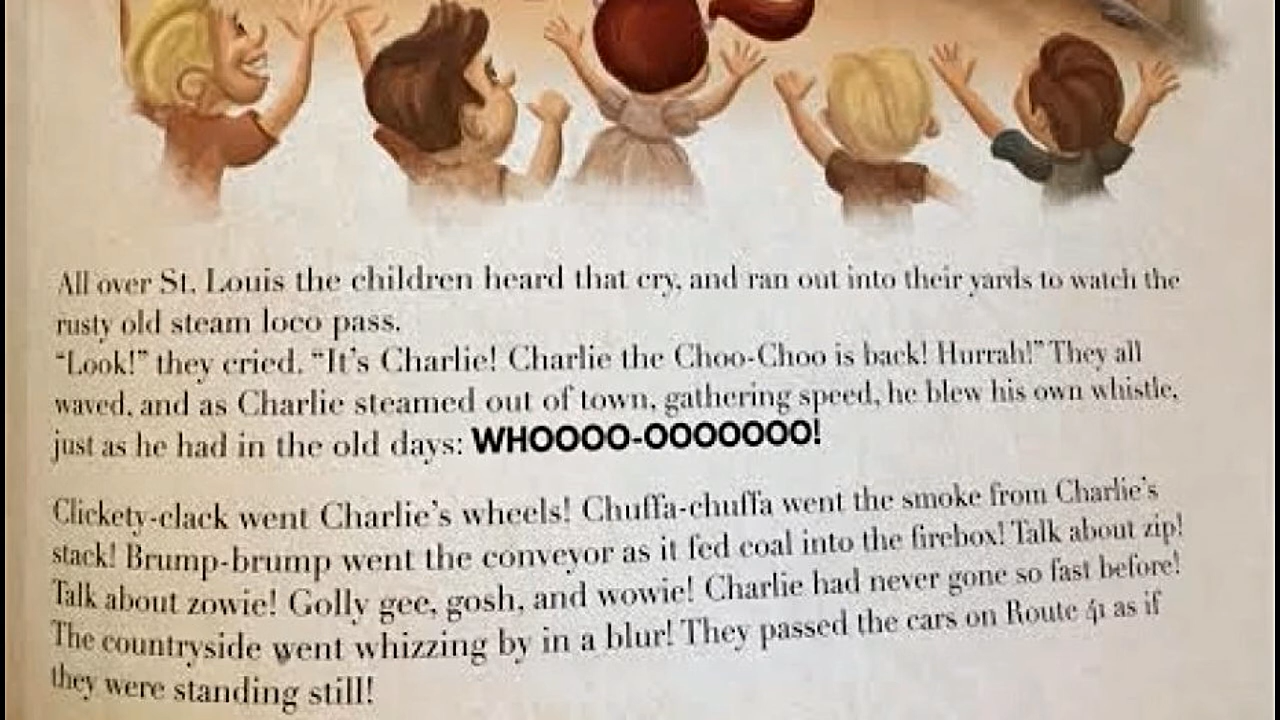 All over St. Louis the children heard that cry, and ran out into their yards to watch the
rusty old steam loco pass.
“Look!” they cried. “It’s Charlie! Charlie the Choo-Choo is back! Hurrah!” They all
waved, and as Charlie steamed out of town, gathering speed, he blew his own whistle,
just as he had in the old days: WHOOOO-OOOOOOO!
Clickety-clack went Charlie’s wheels! Chuffa-chuffa went the smoke from Charlie’s
stack! Brump-brump went the conveyor as it fed coal into the firebox! Talk about zip!
Talk about zowie! Golly gee, gosh, and wowie! Charlie had never gone so fast before!
The countryside went whizzing by in a blur! They passed the cars on Route 41 as if
they were standing still!